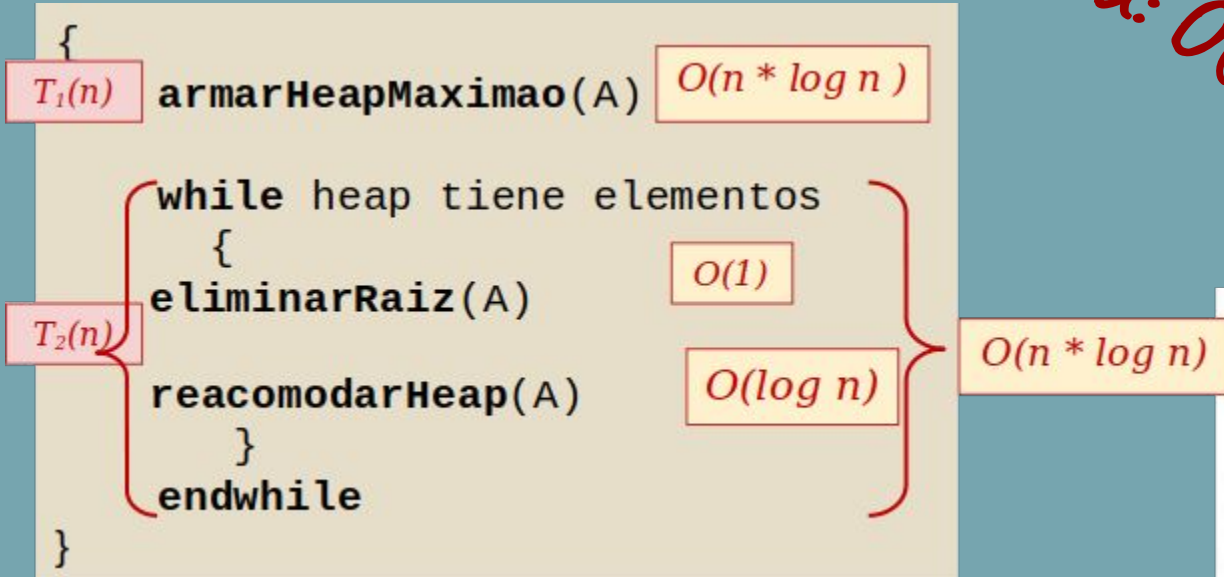 {
T₁(n) armarHeapMaximao(A) O(n * log n )
while heap tiene elementos
{
O(1)
eliminarRaiz(A)
T₂(n) O(n * log n)
reacomodarHeap(A) O(log n)
}
endwhile
}